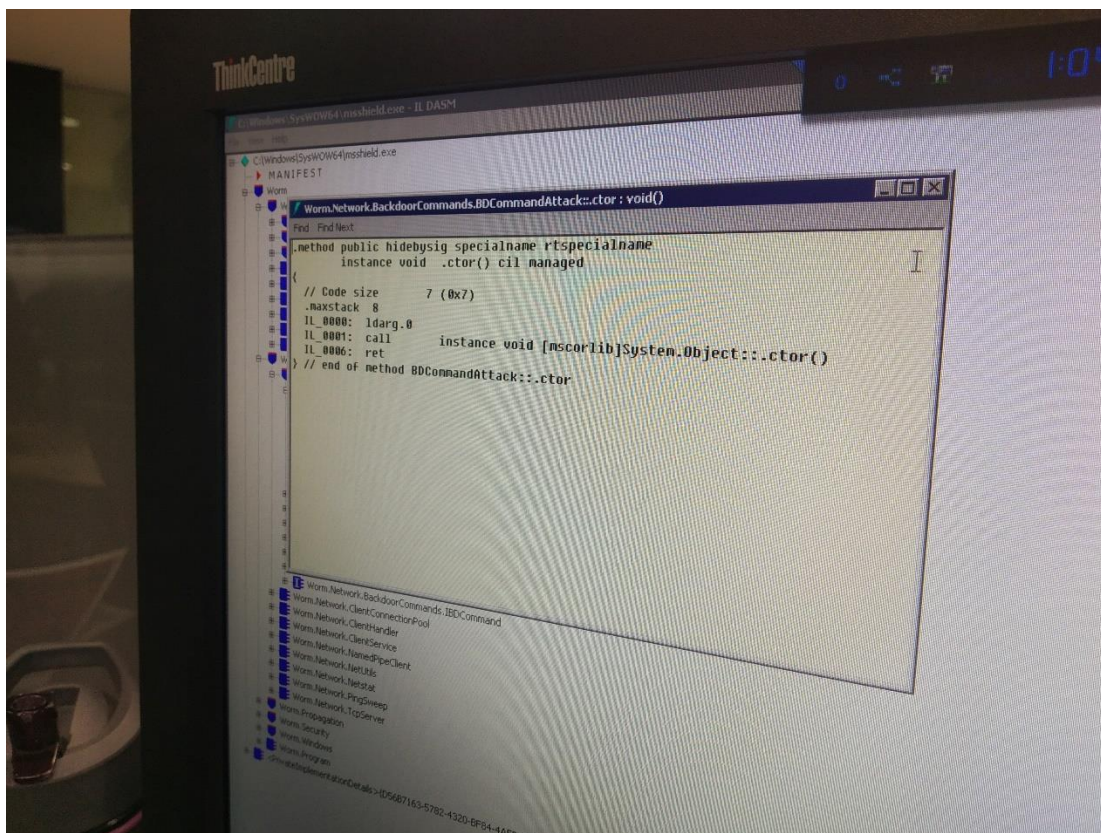 ThinkCentre
C:\Windows\SysWOW64\msshield.exe - IL DASM
File View Help
C:\Windows\SysWOW64\msshield.exe
MANIFEST
Worm
Worm.Network.BackdoorCommands.BDCommandAttack::.ctor : void()
Find Find Next
.method public hidebysig specialname rtspecialname
instance void .ctor() cil managed
{
// Code size 7 (0x7)
.maxstack 8
IL_0000: ldarg.0
IL_0001: call instance void [mscorlib]System.Object::.ctor()
IL_0006: ret
} // end of method BDCommandAttack::.ctor
Worm.Network.BackdoorCommands.IBDCommand
Worm.Network.ClientConnectionPool
Worm.Network.ClientHandler
Worm.Network.ClientService
Worm.Network.NamedPipeClient
Worm.Network.NetUtils
Worm.Network.Netstat
Worm.Network.PingSweep
Worm.Network.TcpServer
Worm.Propagation
Worm.Security
Worm.Windows
Worm.Program